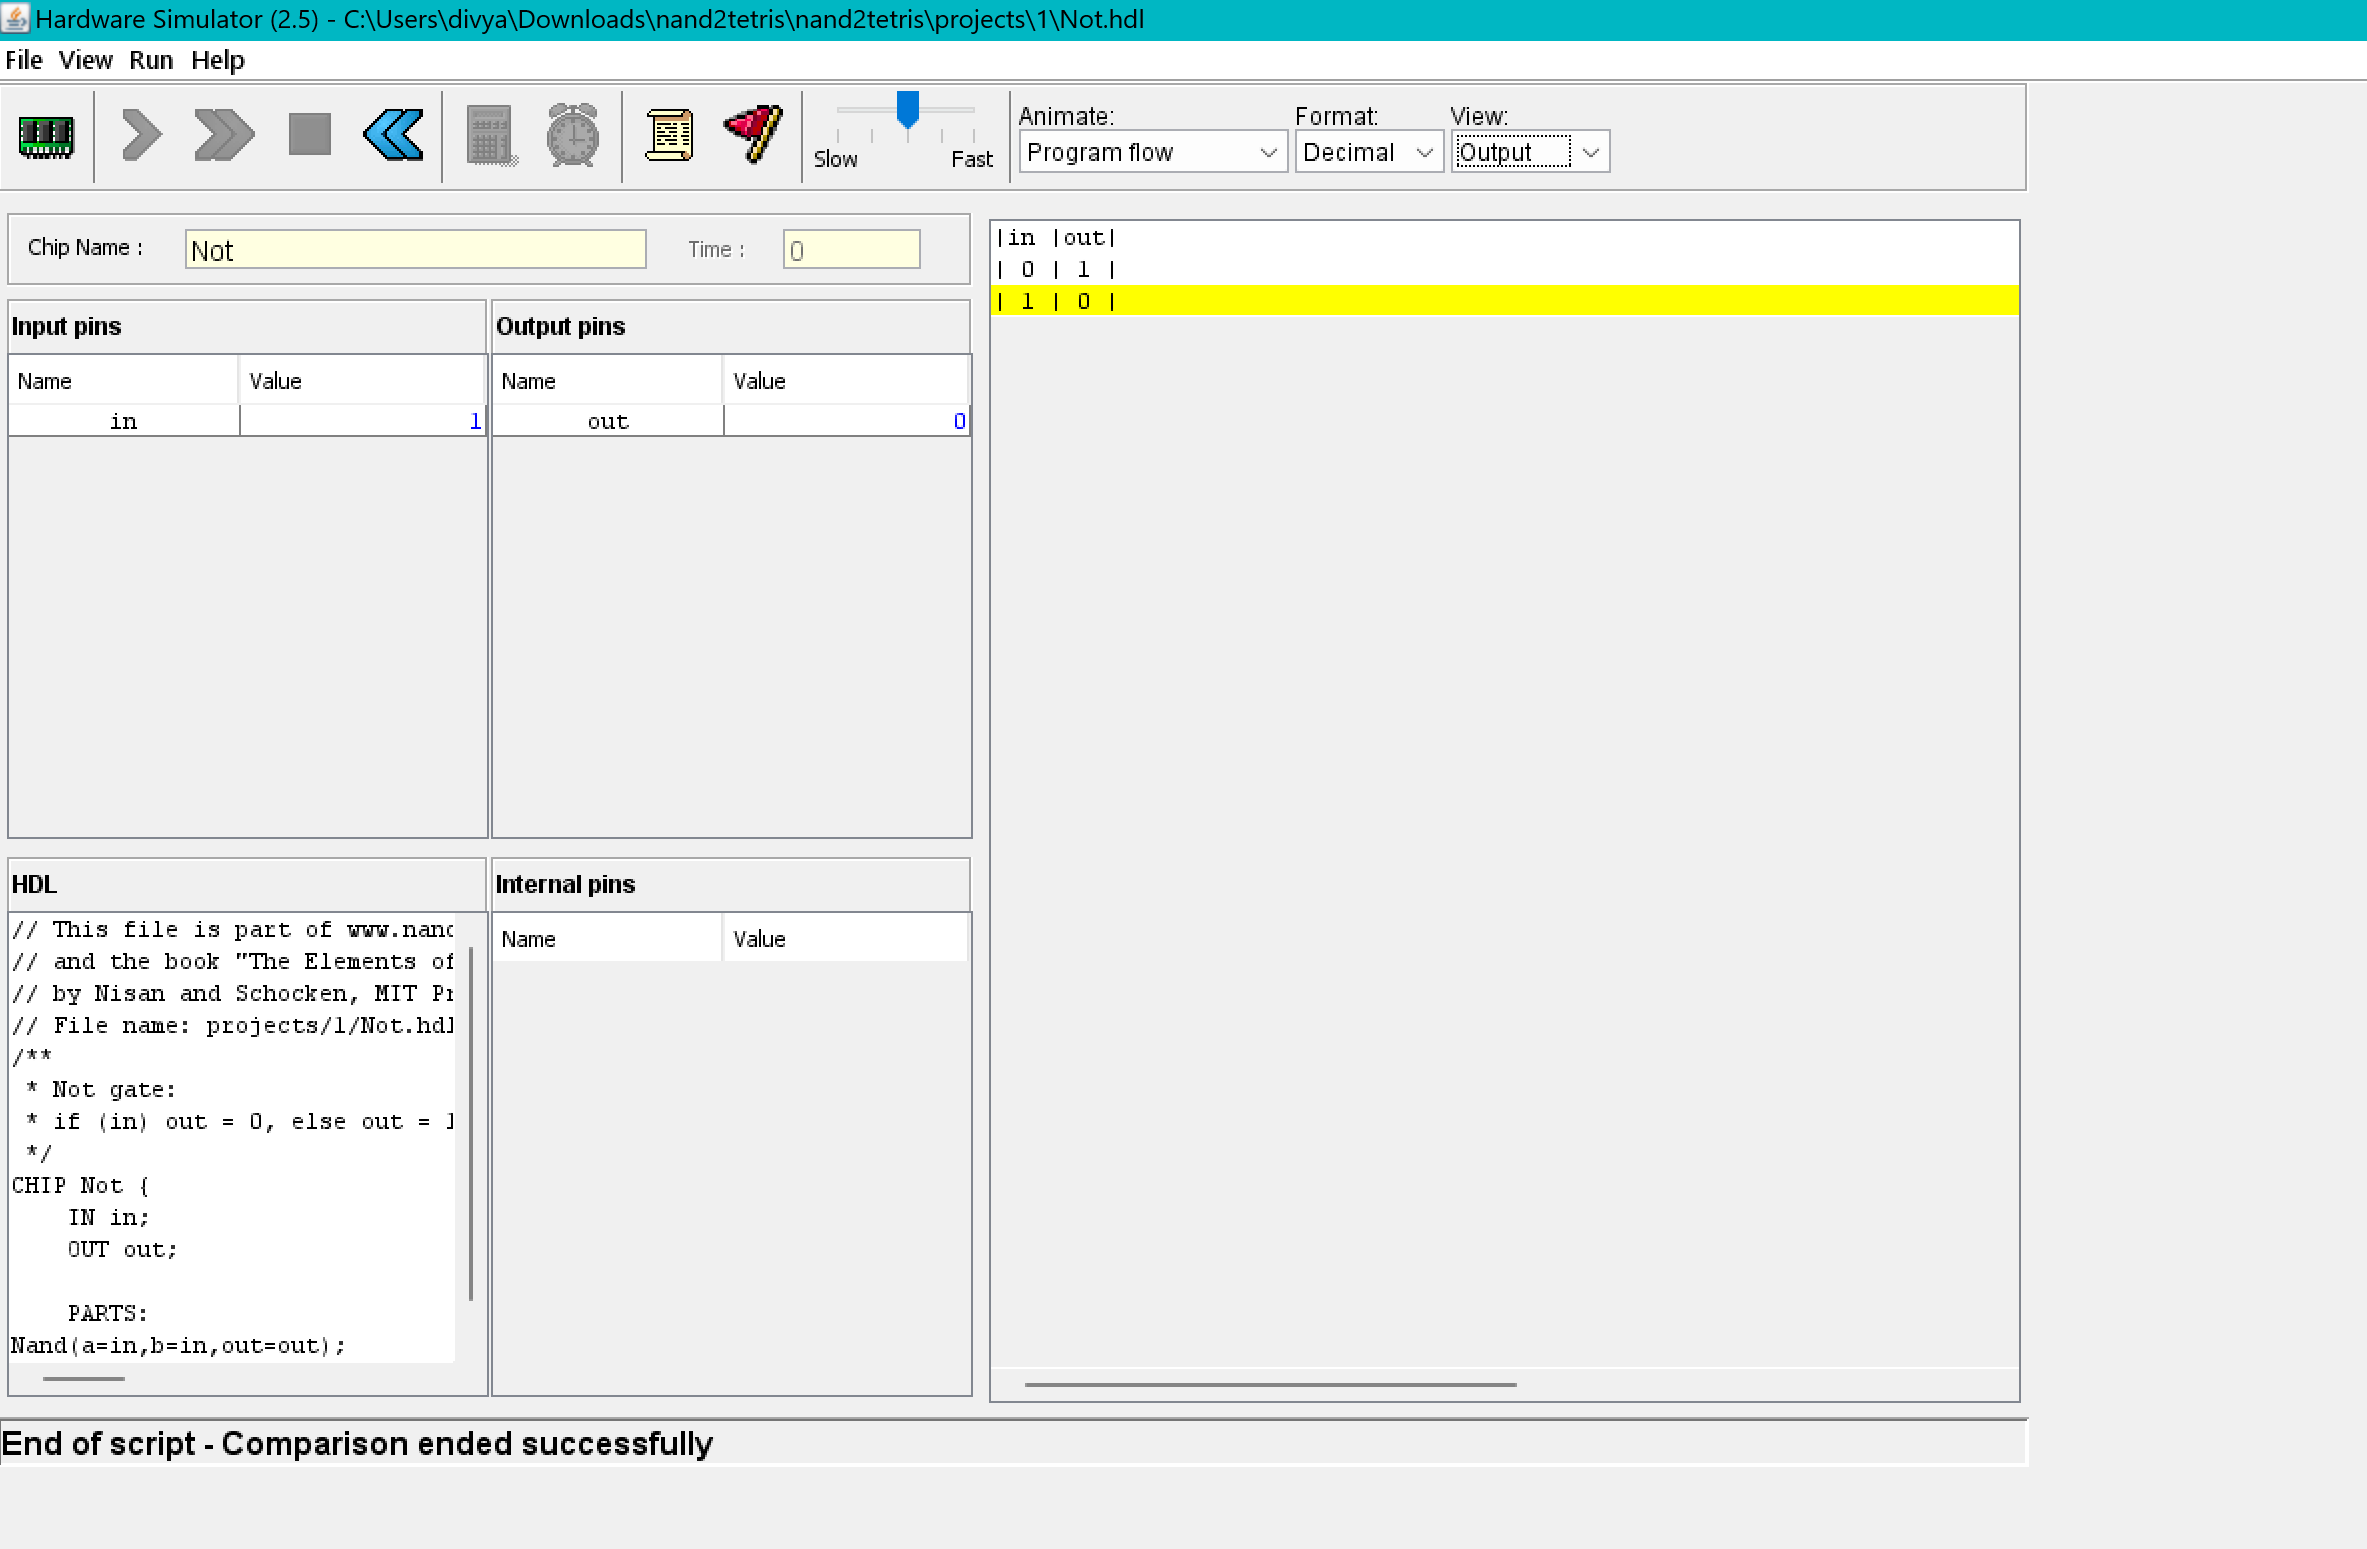 Hardware Simulator (2.5) - C:\Users\divya\Downloads\nand2tetris\nand2tetris\projects\1\Not.hdl
File View Run Help
Slow Fast
Animate: Format: View:
Program flow Decimal Output
Chip Name : Not Time : 0
Input pins
Name Value
in 1
Output pins
Name Value
out 0
HDL
// This file is part of www.nand
// and the book "The Elements of
// by Nisan and Schocken, MIT Pr
// File name: projects/1/Not.hdl
/**
 * Not gate:
 * if (in) out = 0, else out = 1
 */
CHIP Not {
    IN in;
    OUT out;
    PARTS:
Nand(a=in,b=in,out=out);
Internal pins
Name Value
|in |out|
| 0 | 1 |
| 1 | 0 |
End of script - Comparison ended successfully